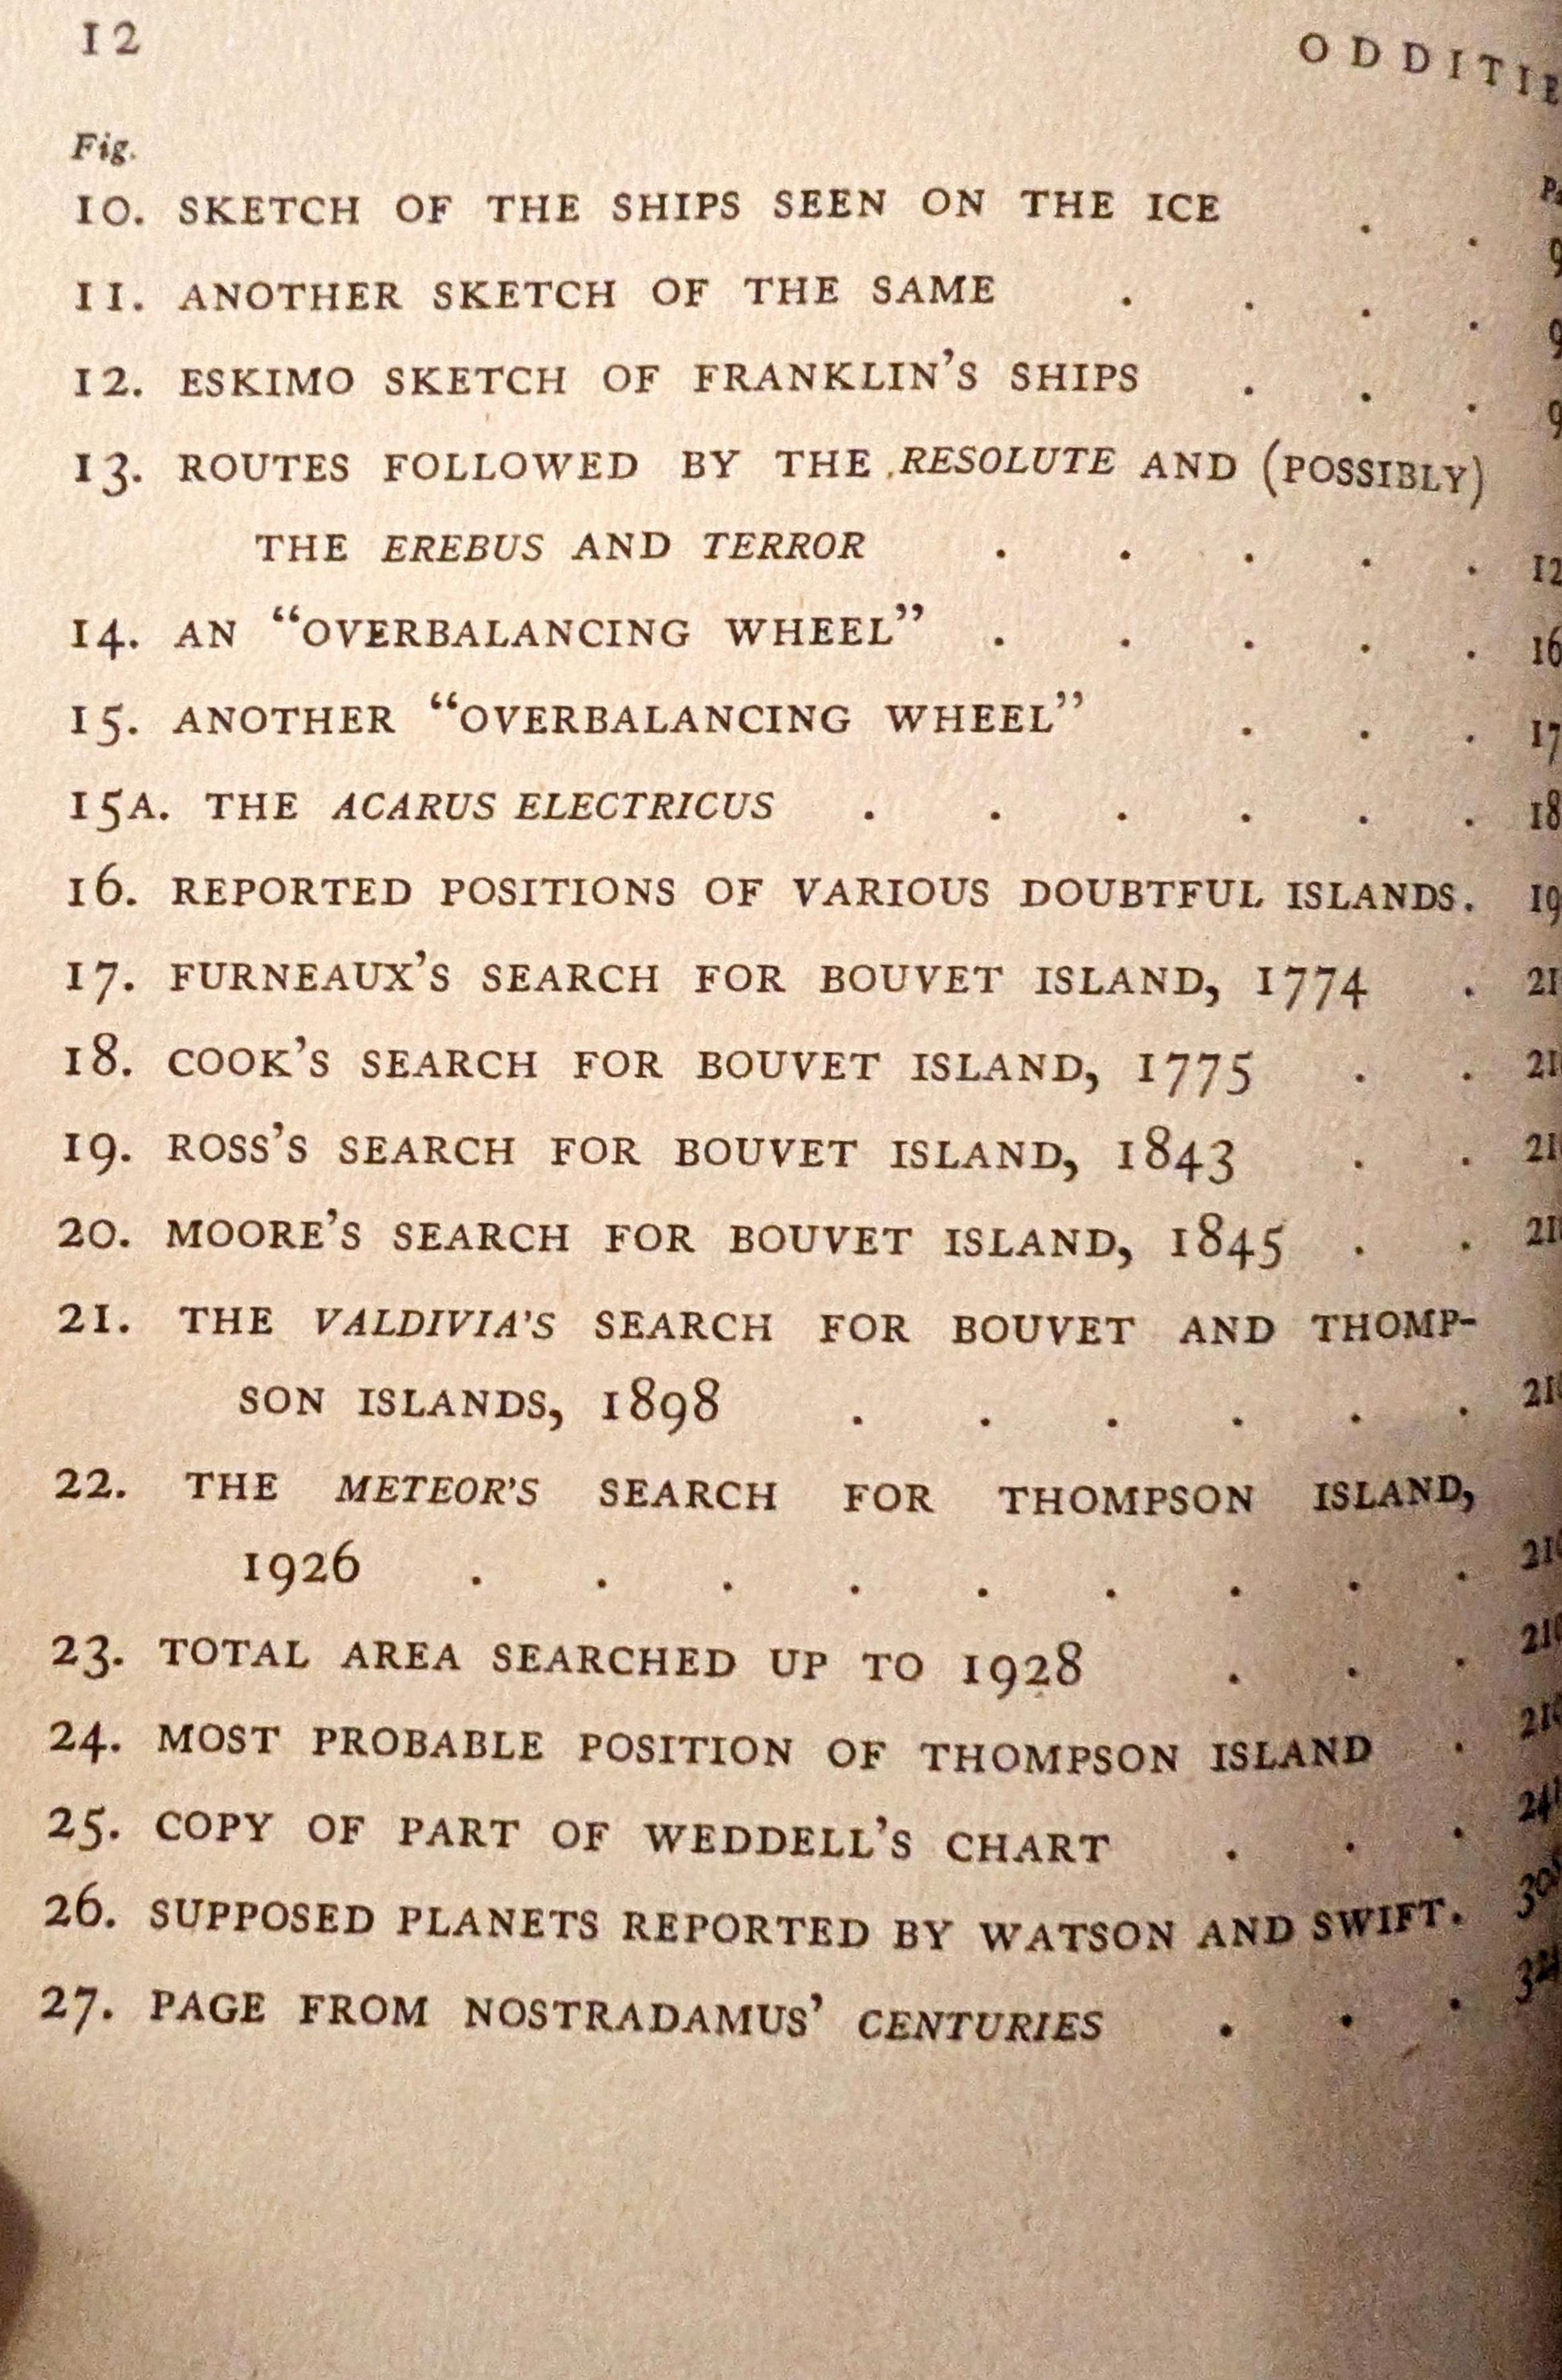 12
Fig.
10. SKETCH OF THE SHIPS SEEN ON THE ICE . .
11. ANOTHER SKETCH OF THE SAME . . . .
12. ESKIMO SKETCH OF FRANKLIN'S SHIPS . . .
13. ROUTES FOLLOWED BY THE RESOLUTE AND (POSSIBLY)
THE EREBUS AND TERROR . . . . .
14. AN “OVERBALANCING WHEEL” . . . . .
15. ANOTHER “OVERBALANCING WHEEL” . . .
15A. THE ACARUS ELECTRICUS . . . . . .
16. REPORTED POSITIONS OF VARIOUS DOUBTFUL ISLANDS.
17. FURNEAUX'S SEARCH FOR BOUVET ISLAND, 1774 .
18. COOK'S SEARCH FOR BOUVET ISLAND, 1775 . .
19. ROSS'S SEARCH FOR BOUVET ISLAND, 1843 . .
20. MOORE'S SEARCH FOR BOUVET ISLAND, 1845 . .
21. THE VALDIVIA'S SEARCH FOR BOUVET AND THOMP-
SON ISLANDS, 1898 . . . . . .
22. THE METEOR'S SEARCH FOR THOMPSON ISLAND,
1926 . . . . . . . . .
23. TOTAL AREA SEARCHED UP TO 1928 . . .
24. MOST PROBABLE POSITION OF THOMPSON ISLAND .
25. COPY OF PART OF WEDDELL'S CHART . . .
26. SUPPOSED PLANETS REPORTED BY WATSON AND SWIFT.
27. PAGE FROM NOSTRADAMUS' CENTURIES . . .